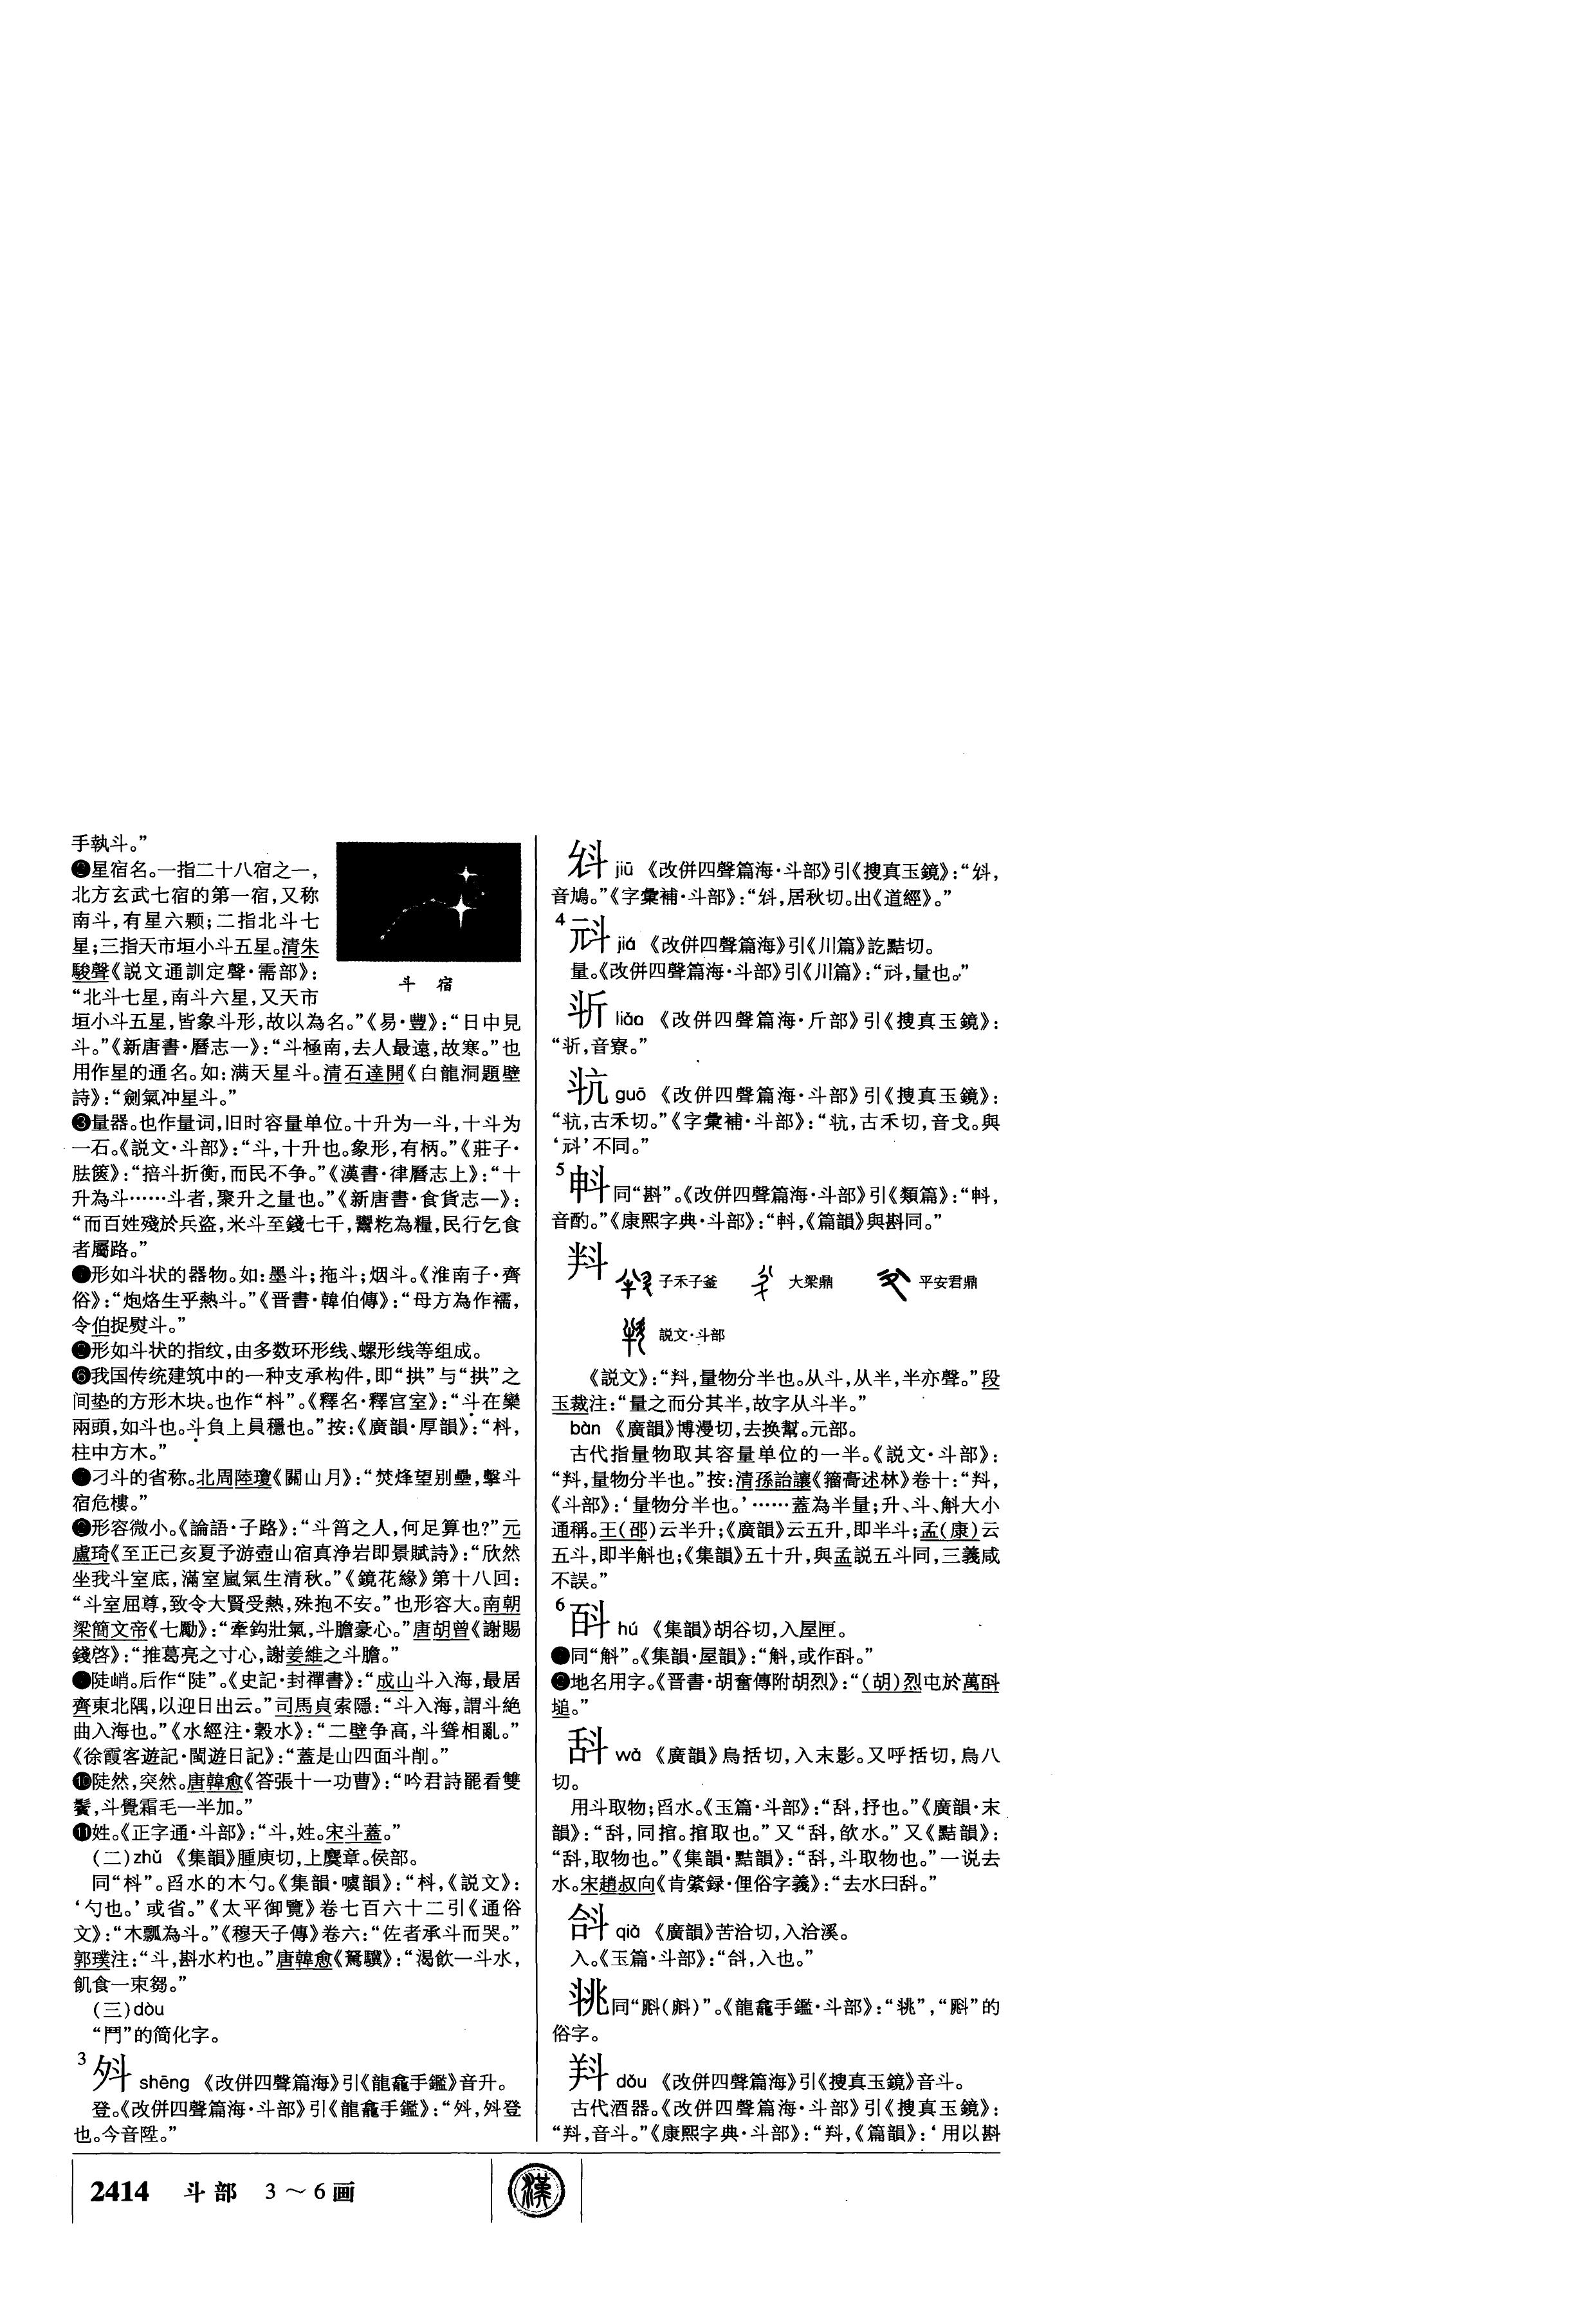 手執斗。”
❷星宿名。一指二十八宿之一，
北方玄武七宿的第一宿，又称
南斗，有星六颗；二指北斗七
星；三指天市垣小斗五星。清朱
駿聲《説文通訓定聲·需部》：
“北斗七星，南斗六星，又天市
斗 宿
垣小斗五星，皆象斗形，故以為名。”《易·豐》：“日中見
斗。”《新唐書·曆志一》：“斗極南，去人最遠，故寒。”也
用作星的通名。如：满天星斗。清石達開《白龍洞題壁
詩》：“劍氣冲星斗。”
❸量器。也作量词，旧时容量单位。十升为一斗，十斗为
一石。《説文·斗部》：“斗，十升也。象形，有柄。”《莊子·
胠篋》：“掊斗折衡，而民不争。”《漢書·律曆志上》：“十
升為斗……斗者，聚升之量也。”《新唐書·食貨志一》：
“而百姓殘於兵盗，米斗至錢七千，鬻籺為糧，民行乞食
者屬路。”
❹形如斗状的器物。如：墨斗；拖斗；烟斗。《淮南子·齊
俗》：“炮烙生乎熱斗。”《晋書·韓伯傳》：“母方為作襦，
令伯捉熨斗。”
❺形如斗状的指纹，由多数环形线、螺形线等组成。
❻我国传统建筑中的一种支承构件，即“拱”与“拱”之
间垫的方形木块。也作“枓”。《釋名·釋宫室》：“斗在欒
兩頭，如斗也。斗負上員穩也。”按：《廣韻·厚韻》：“枓，
柱中方木。”
❼刁斗的省称。北周陸瓊《關山月》：“焚烽望别壘，擊斗
宿危樓。”
❽形容微小。《論語·子路》：“斗筲之人，何足算也？”元
盧琦《至正己亥夏予游壺山宿真净岩即景賦詩》：“欣然
坐我斗室底，滿室嵐氣生清秋。”《鏡花緣》第十八回：
“斗室屈尊，致令大賢受熱，殊抱不安。”也形容大。南朝
梁簡文帝《七勵》：“牽鈎壯氣，斗膽豪心。”唐胡曾《謝賜
錢啓》：“推葛亮之寸心，謝姜維之斗膽。”
❾陡峭。后作“陡”。《史記·封禪書》：“成山斗入海，最居
齊東北隅，以迎日出云。”司馬貞索隱：“斗入海，謂斗絶
曲入海也。”《水經注·穀水》：“二壁争高，斗聳相亂。”
《徐霞客遊記·閩遊日記》：“蓋是山四面斗削。”
❿陡然，突然。唐韓愈《答張十一功曹》：“吟君詩罷看雙
鬢，斗覺霜毛一半加。”
⓫姓。《正字通·斗部》：“斗，姓。宋斗蓋。”
（二）zhǔ 《集韻》腫庾切，上麌章。侯部。
同“枓”。舀水的木勺。《集韻·噳韻》：“枓，《説文》：
‘勺也。’或省。”《太平御覽》卷七百六十二引《通俗
文》：“木瓢為斗。”《穆天子傳》卷六：“佐者承斗而哭。”
郭璞注：“斗，斟水杓也。”唐韓愈《駑驥》：“渴飲一斗水，
飢食一束芻。”
（三）dòu
“鬥”的简化字。
3 shēng 《改併四聲篇海》引《龍龕手鑑》音升。
登。《改併四聲篇海·斗部》引《龍龕手鑑》：“登
也。今音陞。”
jiū 《改併四聲篇海·斗部》引《搜真玉鏡》：“
音鳩。”《字彙補·斗部》：“居秋切。出《道經》。”
4 jiá 《改併四聲篇海》引《川篇》訖黠切。
量。《改併四聲篇海·斗部》引《川篇》：“量也。”
liǎo 《改併四聲篇海·斤部》引《搜真玉鏡》：
“音寮。”
guō 《改併四聲篇海·斗部》引《搜真玉鏡》：
“古禾切。”《字彙補·斗部》：“古禾切，音戈。與
不同。”
5 同“斟”。《改併四聲篇海·斗部》引《類篇》：“
音酌。”《康熙字典·斗部》：“《篇韻》與斟同。”
料 子禾子釜 大梁鼎 平安君鼎
説文·斗部
《説文》：“料，量物分半也。从斗，从半，半亦聲。”段
玉裁注：“量之而分其半，故字从斗半。”
bàn 《廣韻》博漫切，去换幫。元部。
古代指量物取其容量单位的一半。《説文·斗部》：
“量物分半也。”按：清孫詒讓《籀膏述林》卷十：“
《斗部》：‘量物分半也。’……蓋為半量；升、斗、斛大小
通稱。王（邵）云半升；《廣韻》云五升，即半斗；孟（康）云
五斗，即半斛也；《集韻》五十升，與孟説五斗同，三義咸
不誤。”
6 hú 《集韻》胡谷切，入屋匣。
❶同“斛”。《集韻·屋韻》：“斛，或作㪶。”
❷地名用字。《晋書·胡奮傳附胡烈》：“（胡）烈屯於萬㪶
塠。”
wǎ 《廣韻》烏括切，入末影。又呼括切，烏八
切。
用斗取物；舀水。《玉篇·斗部》：“抒也。”《廣韻·末
韻》：“同捾。捾取也。”又“㪵水。”又《黠韻》：
“取物也。”《集韻·黠韻》：“斗取物也。”一说去
水。宋趙叔向《肯綮録·俚俗字義》：“去水曰
qiǎ 《廣韻》苦洽切，入洽溪。
入。《玉篇·斗部》：“入也。”
同“斢（斛）”。《龍龕手鑑·斗部》：“的
俗字。
dǒu 《改併四聲篇海》引《搜真玉鏡》音斗。
古代酒器。《改併四聲篇海·斗部》引《搜真玉鏡》：
“音斗。”《康熙字典·斗部》：“《篇韻》：‘用以斟
2414 斗部 3～6画
漢